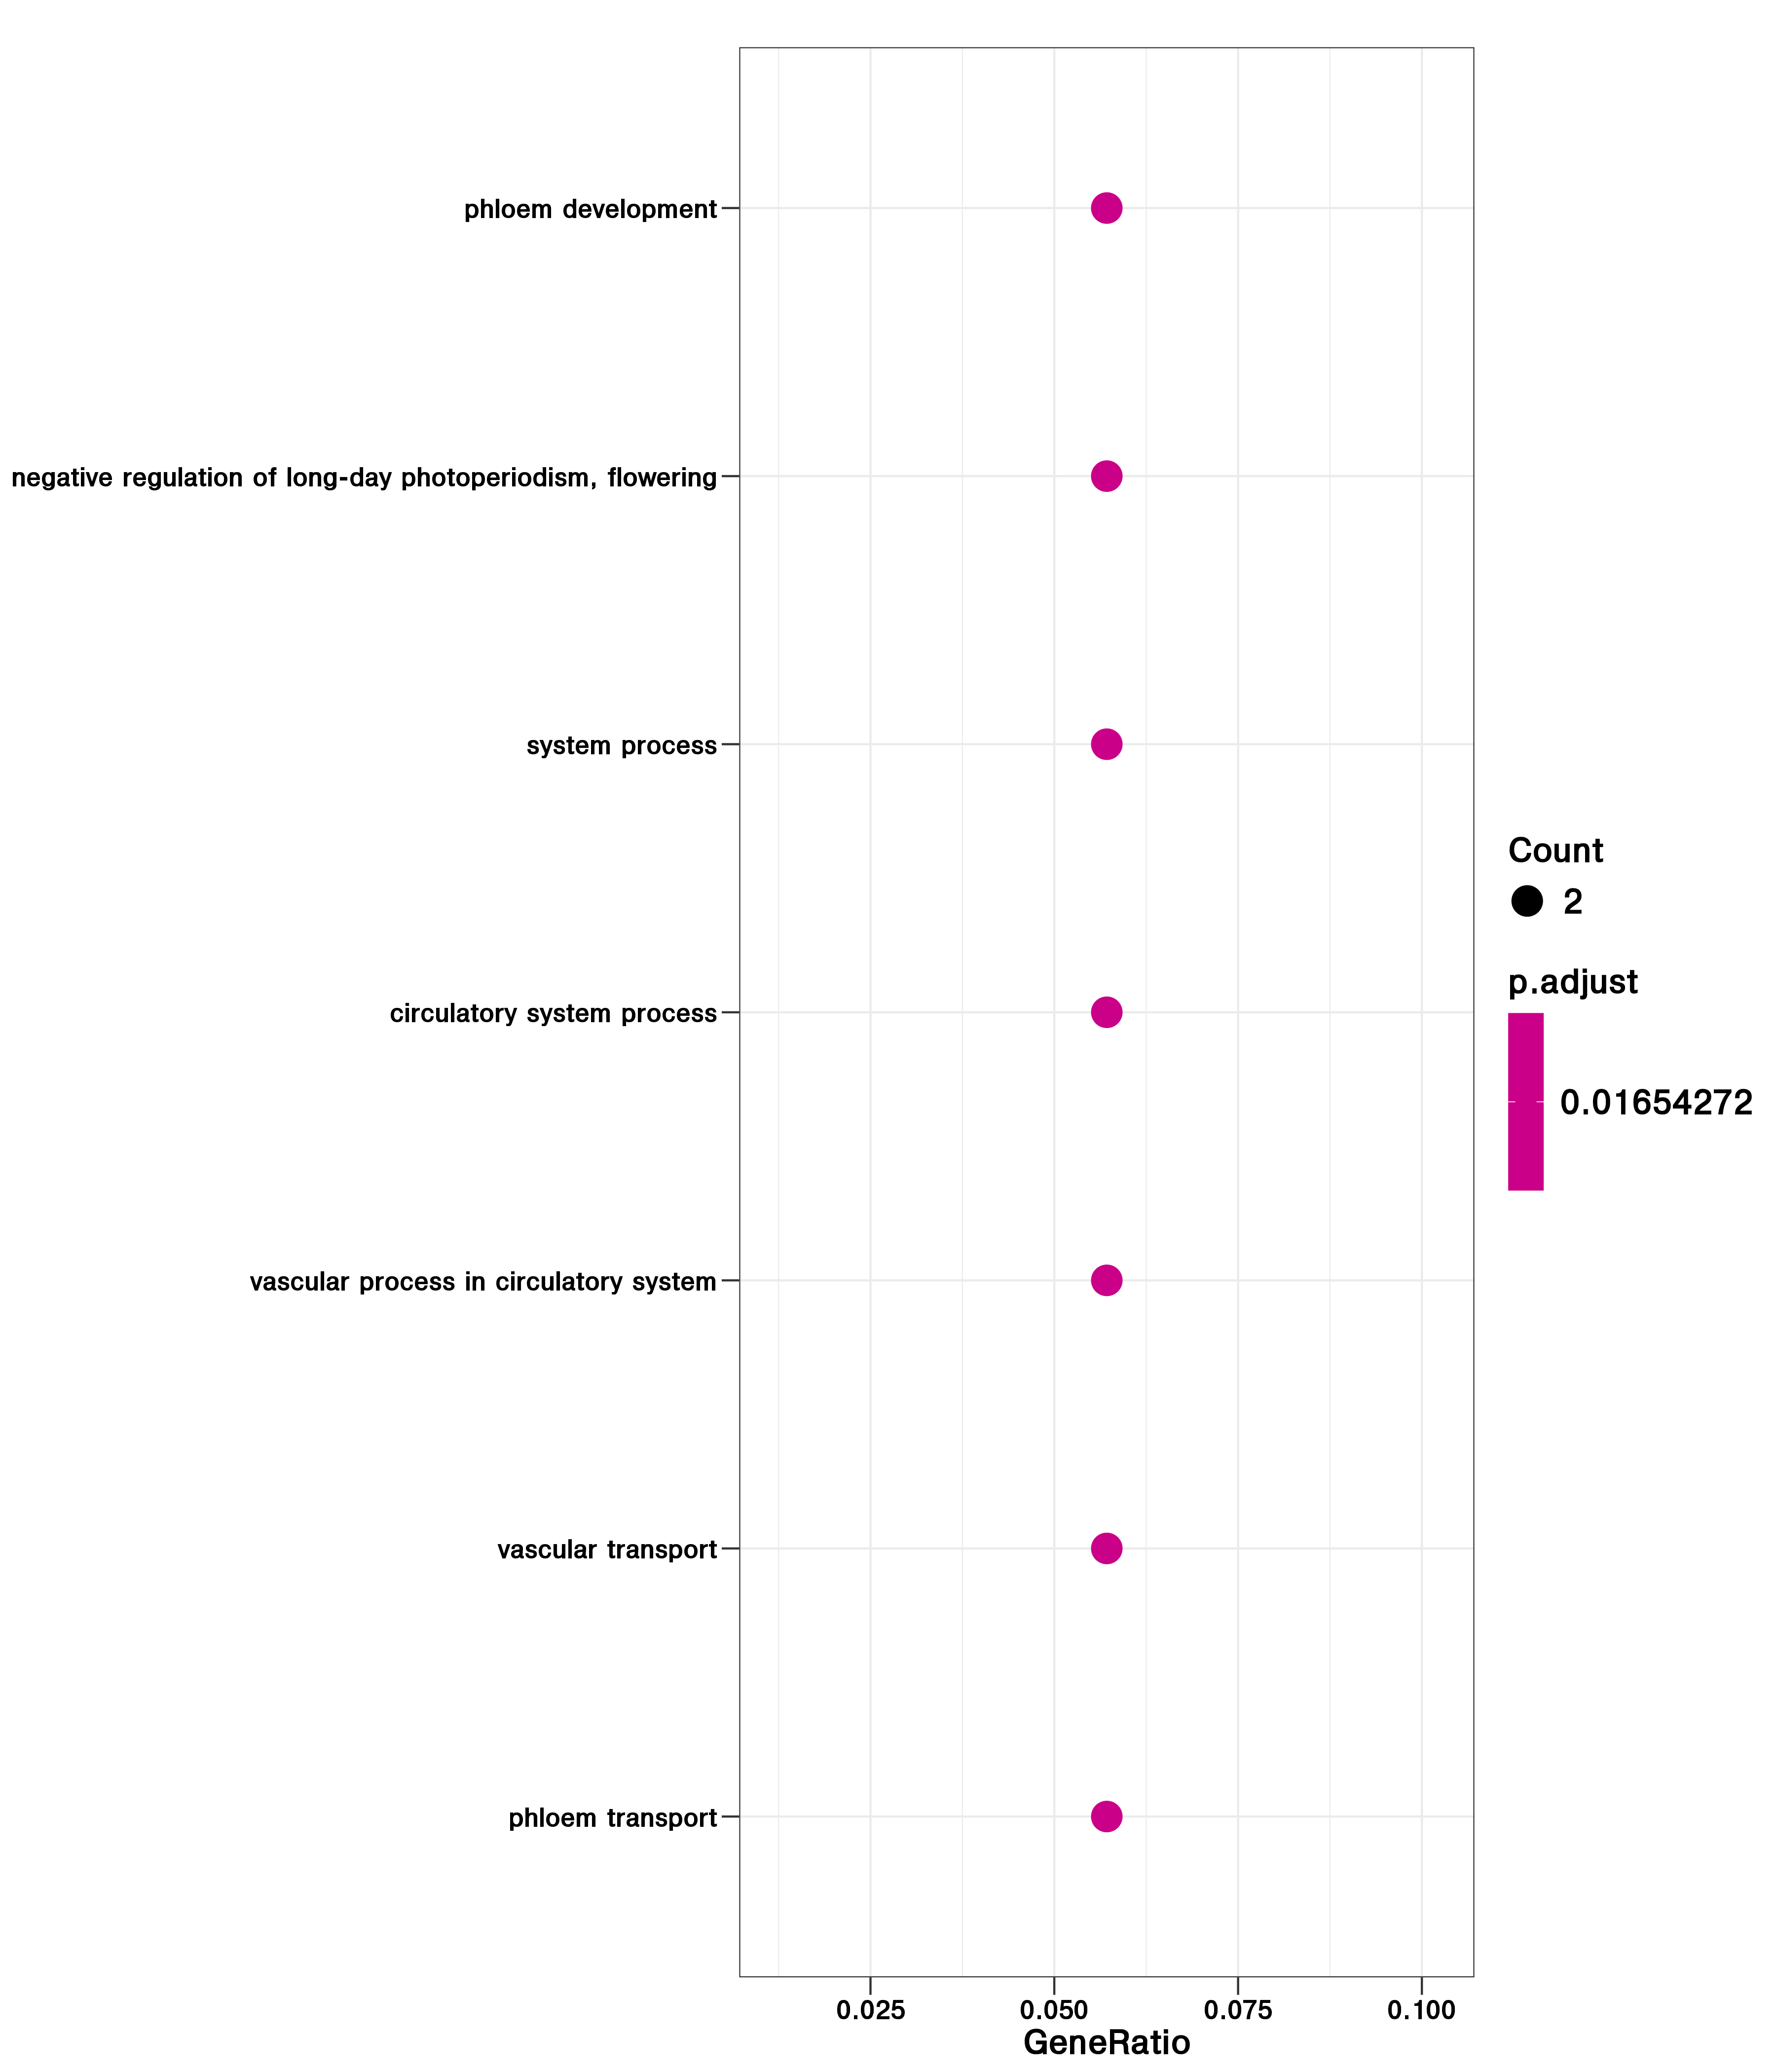 phloem development
negative regulation of long-day photoperiodism, flowering
system process
circulatory system process
vascular process in circulatory system
vascular transport
phloem transport
0.025 0.050 0.075 0.100
GeneRatio
Count
2
p.adjust
0.01654272